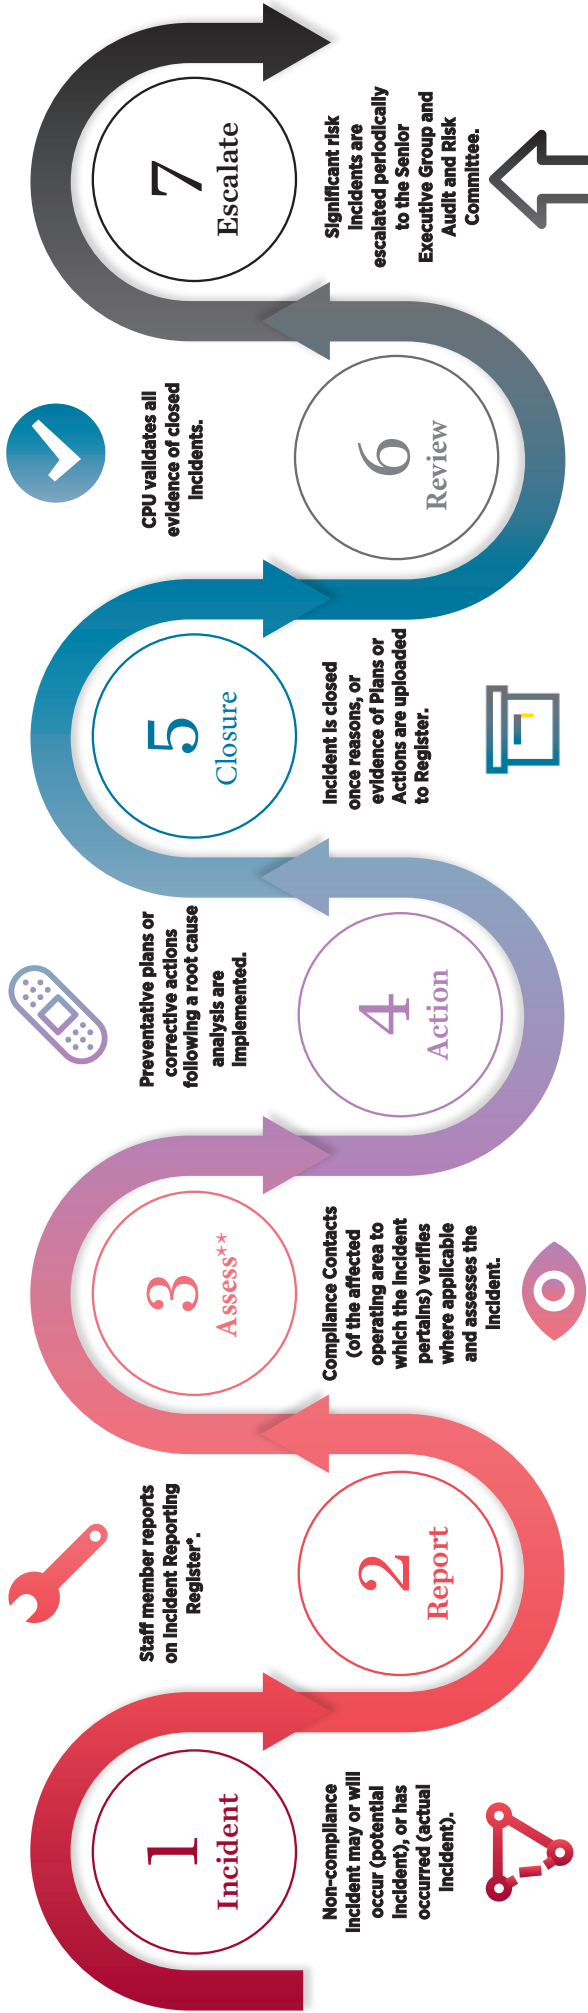 1
Incident
Non-compliance
Incident may or will
occur (potential
Incident), or has
occurred (actual
Incident).
2
Report
Staff member reports
on Incident Reporting
Register*.
3
Assess**
Compliance Contacts
(of the affected
operating area to
which the Incident
pertains) verifies
where applicable
and assesses the
Incident.
4
Action
Preventative plans or
corrective actions
following a root cause
analysis are
Implemented.
5
Closure
Incident is closed
once reasons, or
evidence of Plans or
Actions are uploaded
to Register.
6
Review
CPU validates all
evidence of closed
Incidents.
7
Escalate
Significant risk
Incidents are
escalated periodically
to the Senior
Executive Group and
Audit and Risk
Committee.